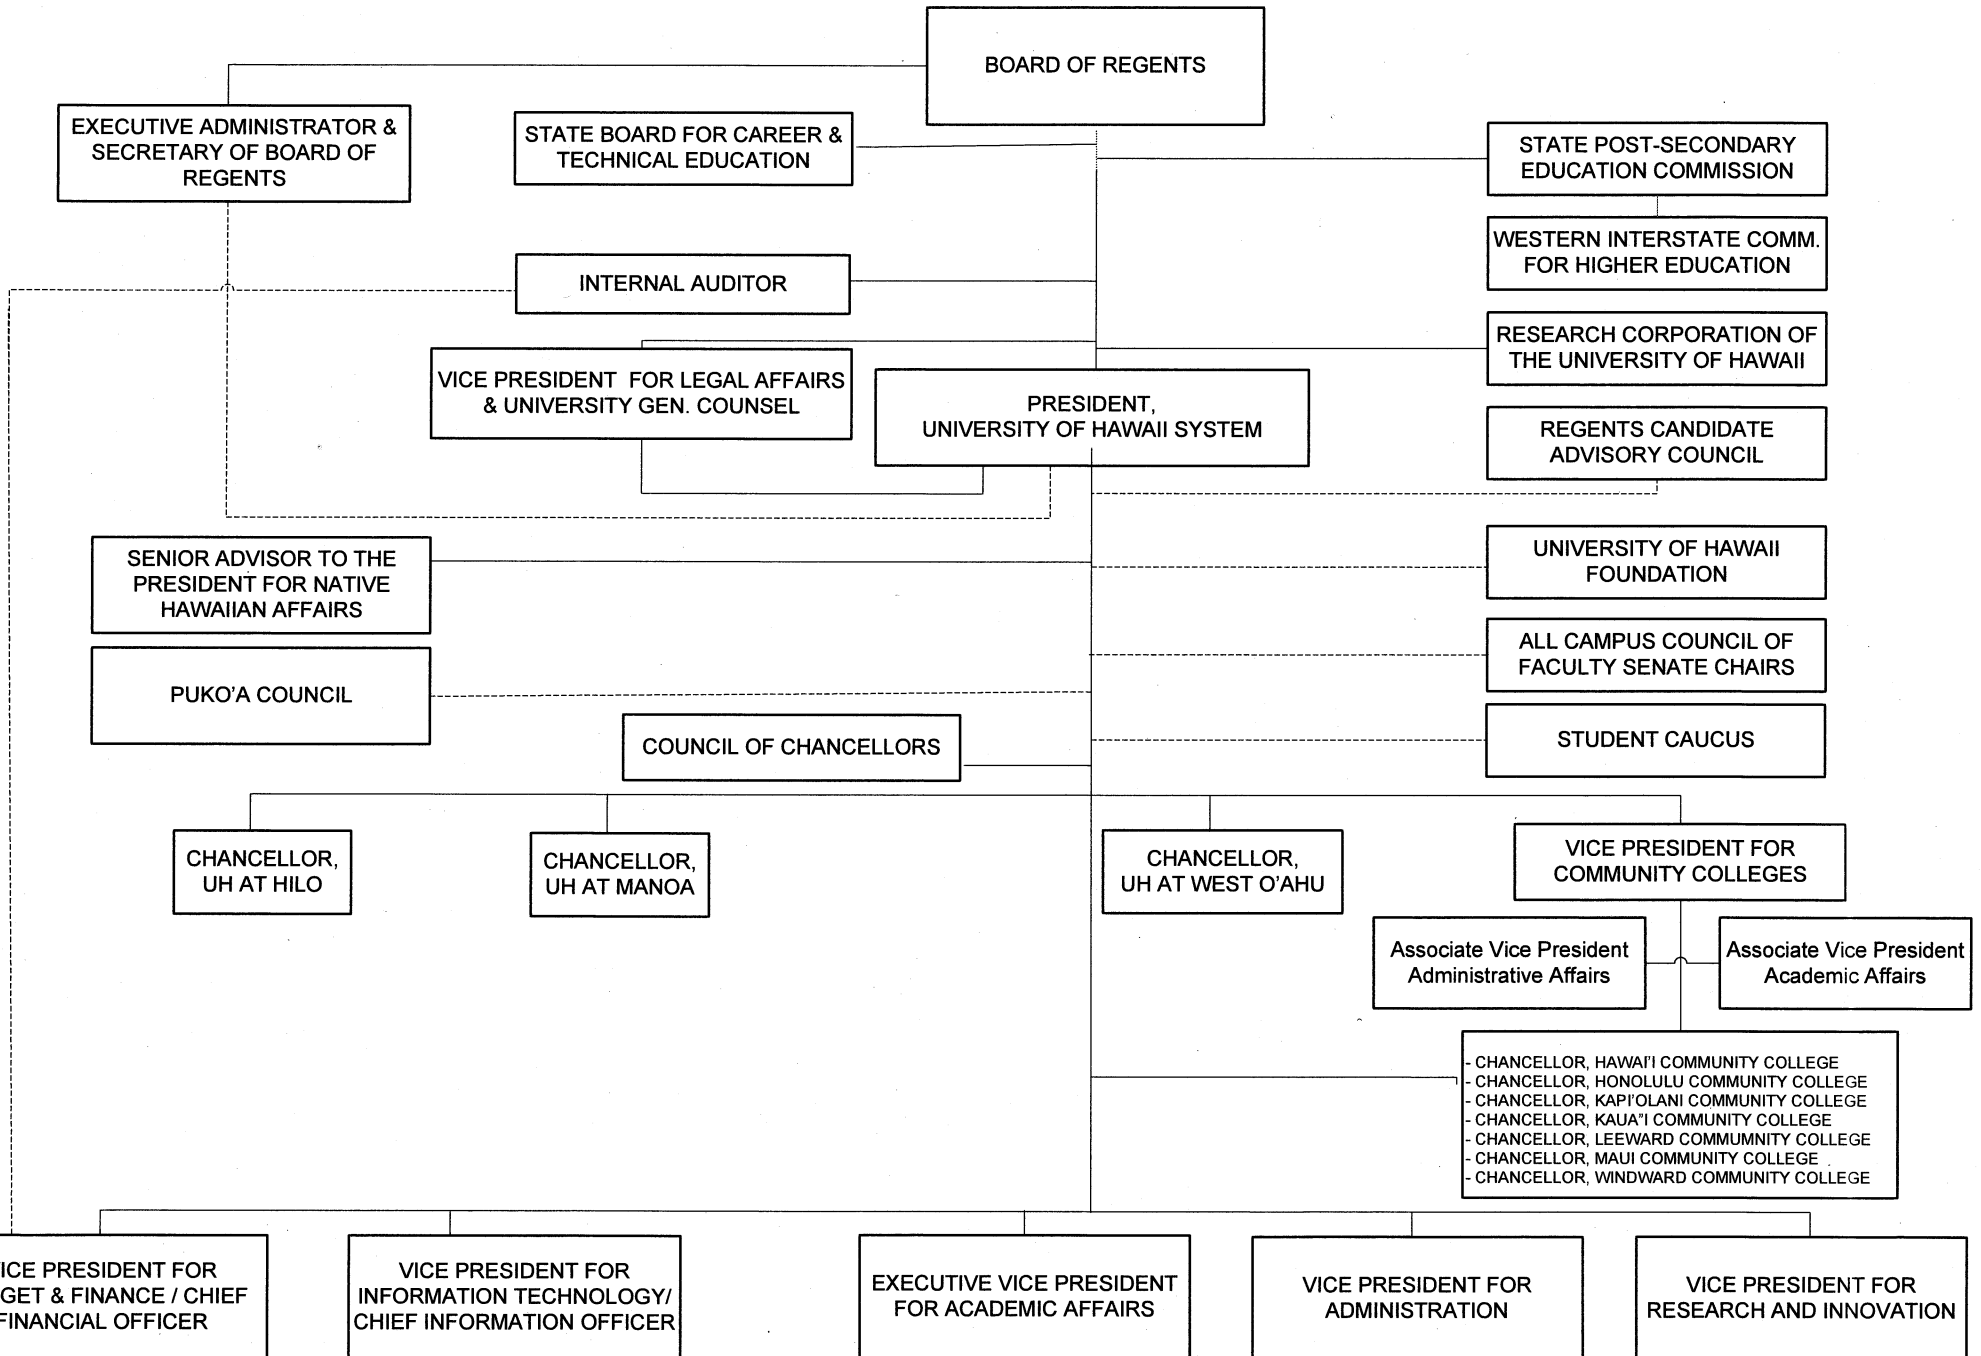 BOARD OF REGENTS
EXECUTIVE ADMINISTRATOR &
SECRETARY OF BOARD OF
REGENTS
STATE BOARD FOR CAREER &
TECHNICAL EDUCATION
STATE POST-SECONDARY
EDUCATION COMMISSION
WESTERN INTERSTATE COMM.
FOR HIGHER EDUCATION
INTERNAL AUDITOR
RESEARCH CORPORATION OF
THE UNIVERSITY OF HAWAII
VICE PRESIDENT FOR LEGAL AFFAIRS
& UNIVERSITY GEN. COUNSEL
PRESIDENT,
UNIVERSITY OF HAWAII SYSTEM
REGENTS CANDIDATE
ADVISORY COUNCIL
SENIOR ADVISOR TO THE
PRESIDENT FOR NATIVE
HAWAIIAN AFFAIRS
UNIVERSITY OF HAWAII
FOUNDATION
ALL CAMPUS COUNCIL OF
FACULTY SENATE CHAIRS
PUKO'A COUNCIL
COUNCIL OF CHANCELLORS
STUDENT CAUCUS
CHANCELLOR,
UH AT HILO
CHANCELLOR,
UH AT MANOA
CHANCELLOR,
UH AT WEST O'AHU
VICE PRESIDENT FOR
COMMUNITY COLLEGES
Associate Vice President
Administrative Affairs
Associate Vice President
Academic Affairs
- CHANCELLOR, HAWAI'I COMMUNITY COLLEGE
- CHANCELLOR, HONOLULU COMMUNITY COLLEGE
- CHANCELLOR, KAPI'OLANI COMMUNITY COLLEGE
- CHANCELLOR, KAUA"I COMMUNITY COLLEGE
- CHANCELLOR, LEEWARD COMMUMNITY COLLEGE
- CHANCELLOR, MAUI COMMUNITY COLLEGE
- CHANCELLOR, WINDWARD COMMUNITY COLLEGE
ICE PRESIDENT FOR
GET & FINANCE / CHIEF
FINANCIAL OFFICER
VICE PRESIDENT FOR
INFORMATION TECHNOLOGY/
CHIEF INFORMATION OFFICER
EXECUTIVE VICE PRESIDENT
FOR ACADEMIC AFFAIRS
VICE PRESIDENT FOR
ADMINISTRATION
VICE PRESIDENT FOR
RESEARCH AND INNOVATION